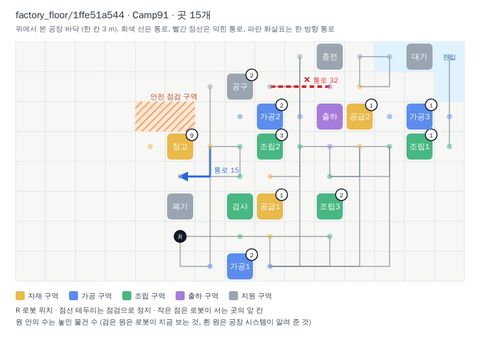 factory_floor/1ffe51a544 · Camp91 · 곳 15개
위에서 본 공장 바닥 (한 칸 3 m). 회색 선은 통로, 빨간 점선은 막힌 통로, 파란 화살표는 한 방향 통로
충전 대기 진입
공구 2 × 통로 32
안전 점검 구역
가공2 2 출하 공급2 1 가공3 1
창고 9 조립2 3 조립1 1
통로 15
폐기 검사 공급1 1 조립3 2
R
가공1 2
자재 구역 가공 구역 조립 구역 출하 구역 지원 구역
R 로봇 위치 · 점선 테두리는 점검으로 정지 · 작은 점은 로봇이 서는 곳의 앞 칸
원 안의 수는 놓인 물건 수 (검은 원은 로봇이 지금 보는 것, 흰 원은 공장 시스템이 알려 준 것)